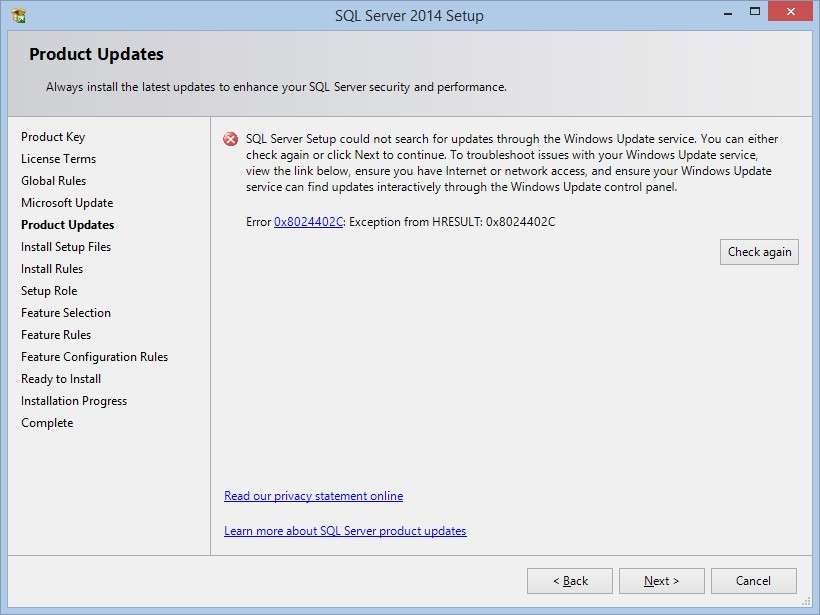 SQL Server 2014 Setup
Product Updates
Always install the latest updates to enhance your SQL Server security and performance.
Product Key
License Terms
Global Rules
Microsoft Update
Product Updates
Install Setup Files
Install Rules
Setup Role
Feature Selection
Feature Rules
Feature Configuration Rules
Ready to Install
Installation Progress
Complete
SQL Server Setup could not search for updates through the Windows Update service. You can either
check again or click Next to continue. To troubleshoot issues with your Windows Update service,
view the link below, ensure you have Internet or network access, and ensure your Windows Update
service can find updates interactively through the Windows Update control panel.
Error 0x8024402C: Exception from HRESULT: 0x8024402C
Check again
Read our privacy statement online
Learn more about SQL Server product updates
< Back
Next >
Cancel